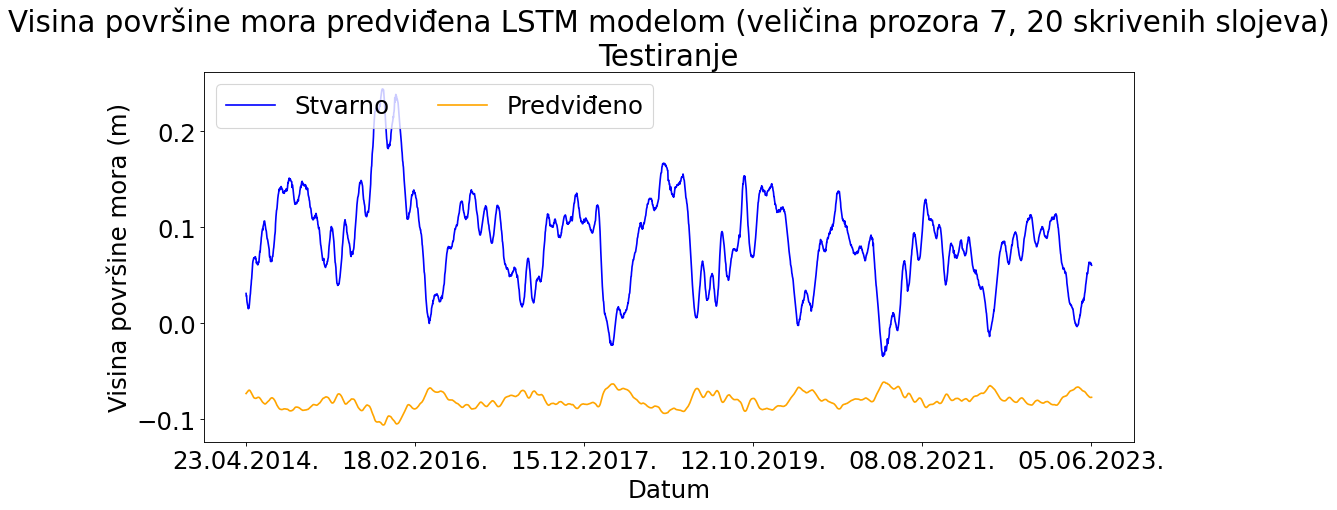 Visina površine mora predviđena LSTM modelom (veličina prozora 7, 20 skrivenih slojeva)
Testiranje
Stvarno Predviđeno
Visina površine mora (m)
0.2
0.1
0.0
−0.1
23.04.2014. 18.02.2016. 15.12.2017. 12.10.2019. 08.08.2021. 05.06.2023.
Datum